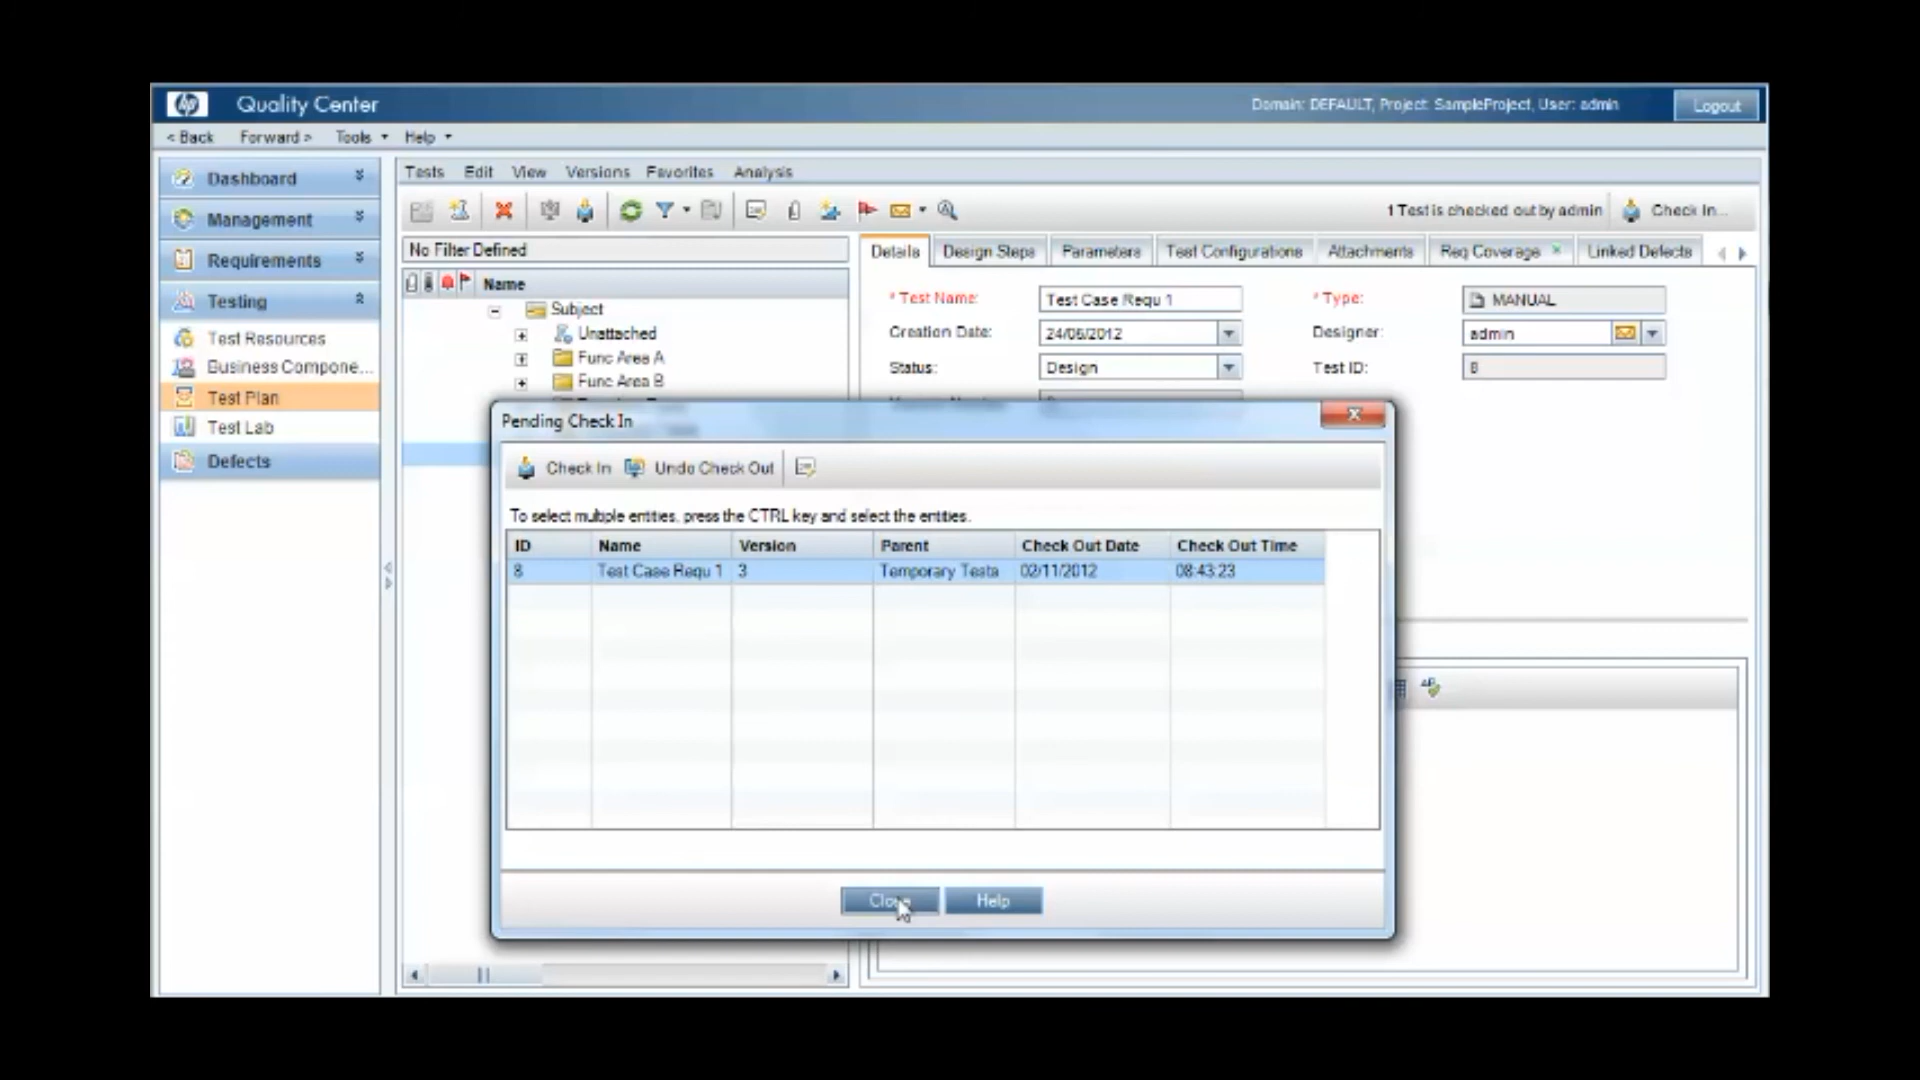 hp Quality Center
Domain: DEFAULT, Project: SampleProject, User: admin
Logout
< Back Forward > Tools Help
Dashboard
Management
Requirements
Testing
Test Resources
Business Compone...
Test Plan
Test Lab
Defects
Tests Edit View Versions Favorites Analysis
1 Test is checked out by admin
Check In...
No Filter Defined
Name
Subject
Unattached
Func Area A
Func Area B
Details Design Steps Parameters Test Configurations Attachments Req Coverage Linked Defects
* Test Name: Test Case Requ 1 * Type: MANUAL
Creation Date: 24/06/2012 Designer: admin
Status: Design Test ID: 8
Pending Check In
Check In Undo Check Out
To select multiple entities, press the CTRL key and select the entities.
ID Name Version Parent Check Out Date Check Out Time
8 Test Case Requ 1 3 Temporary Tests 02/11/2012 08:43:23
Close Help